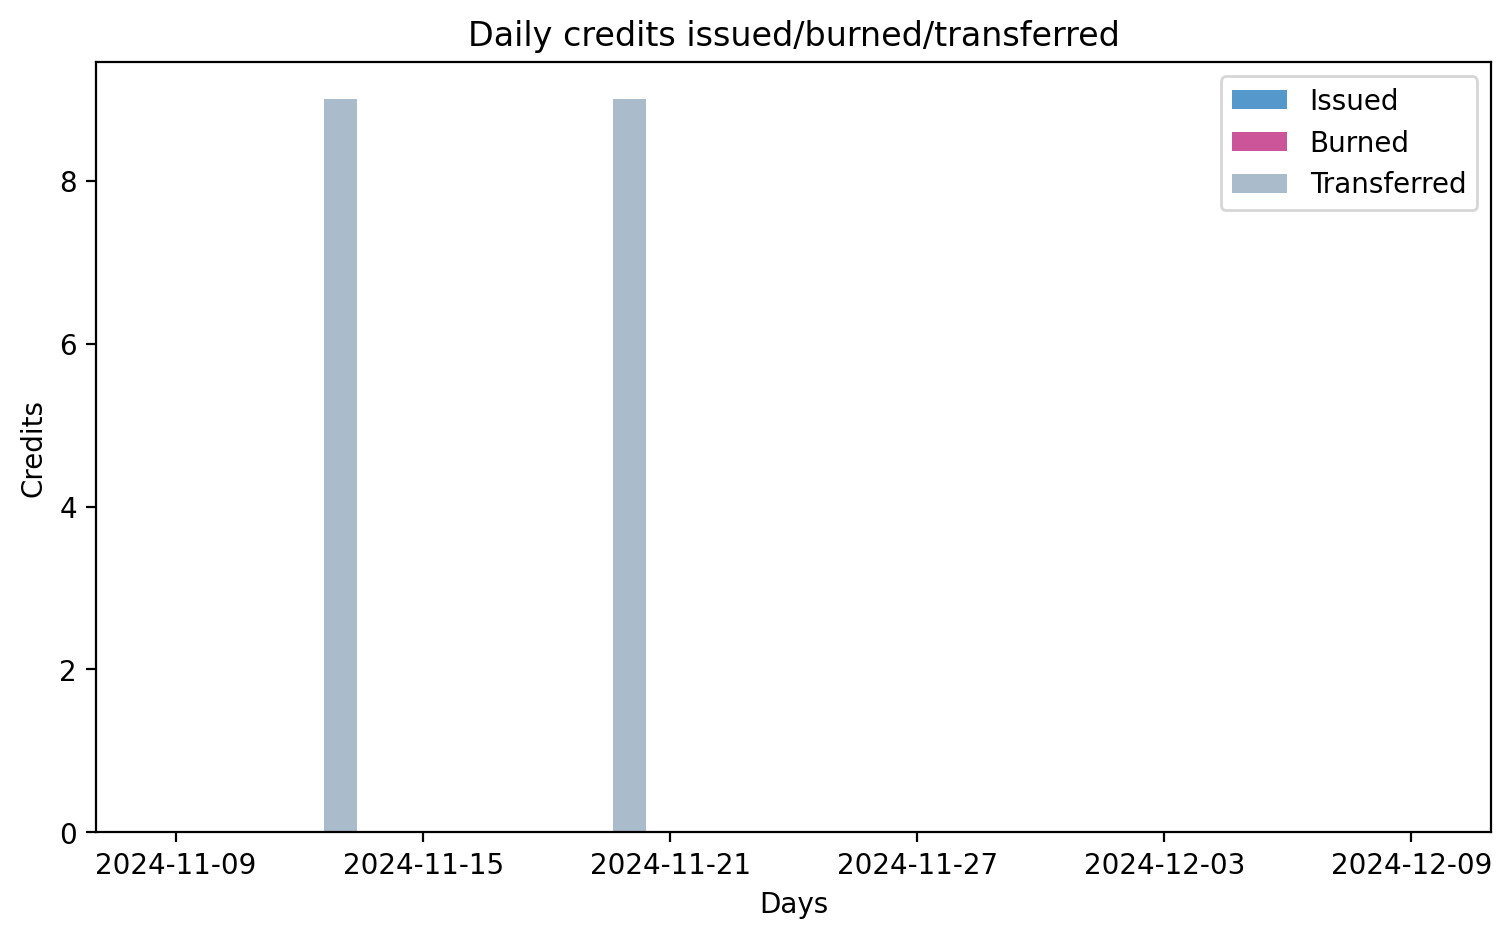 Daily credits issued/burned/transferred
Issued
Burned
Transferred
8
6
4
2
0
Credits
2024-11-09 2024-11-15 2024-11-21 2024-11-27 2024-12-03 2024-12-09
Days